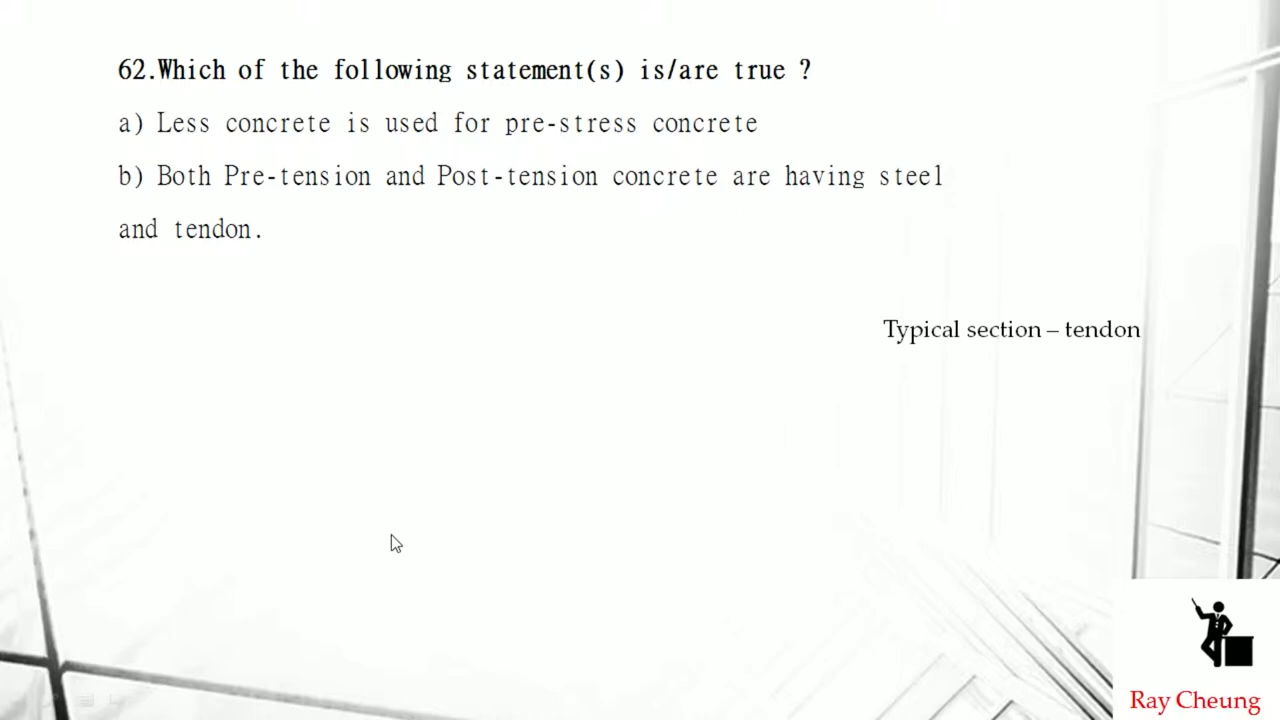 62.Which of the following statement(s) is/are true ?
a) Less concrete is used for pre-stress concrete
b) Both Pre-tension and Post-tension concrete are having steel
and tendon.
Typical section – tendon
Ray Cheung